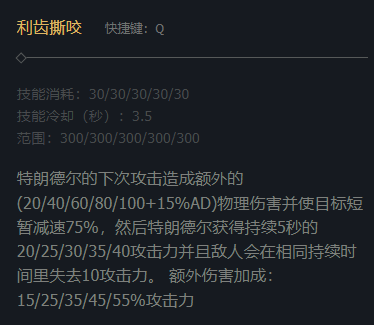 利齿撕咬 快捷键：Q
技能消耗：30/30/30/30/30
技能冷却（秒）：3.5
范围：300/300/300/300/300
特朗德尔的下次攻击造成额外的
(20/40/60/80/100+15%AD)物理伤害并使目标短
暂减速75%，然后特朗德尔获得持续5秒的
20/25/30/35/40攻击力并且敌人会在相同持续时
间里失去10攻击力。 额外伤害加成：
15/25/35/45/55%攻击力